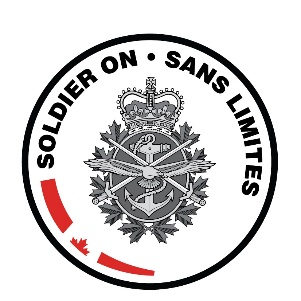 SOLDIER ON • SANS LIMITES